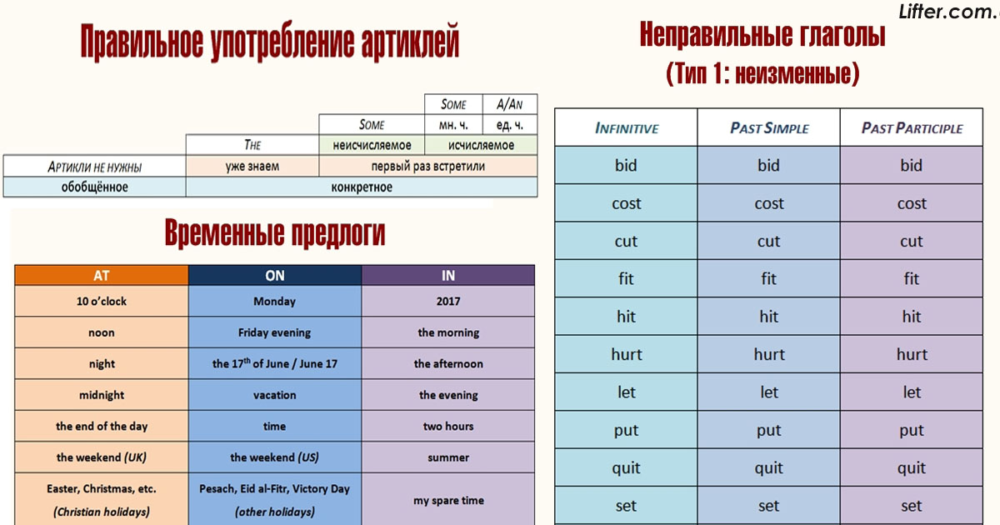 Lifter.com.
Правильное употребление артиклей
SOME A/AN
SOME мн. ч. ед. ч.
THE неисчисляемое исчисляемое
АРТИКЛИ НЕ НУЖНЫ уже знаем первый раз встретили
обобщённое конкретное
Временные предлоги
AT ON IN
10 o’clock Monday 2017
noon Friday evening the morning
night the 17th of June / June 17 the afternoon
midnight vacation the evening
the end of the day time two hours
the weekend (UK) the weekend (US) summer
Easter, Christmas, etc. Pesach, Eid al-Fitr, Victory Day my spare time
(Christian holidays) (other holidays)
Неправильные глаголы
(Тип 1: неизменные)
INFINITIVE PAST SIMPLE PAST PARTICIPLE
bid bid bid
cost cost cost
cut cut cut
fit fit fit
hit hit hit
hurt hurt hurt
let let let
put put put
quit quit quit
set set set